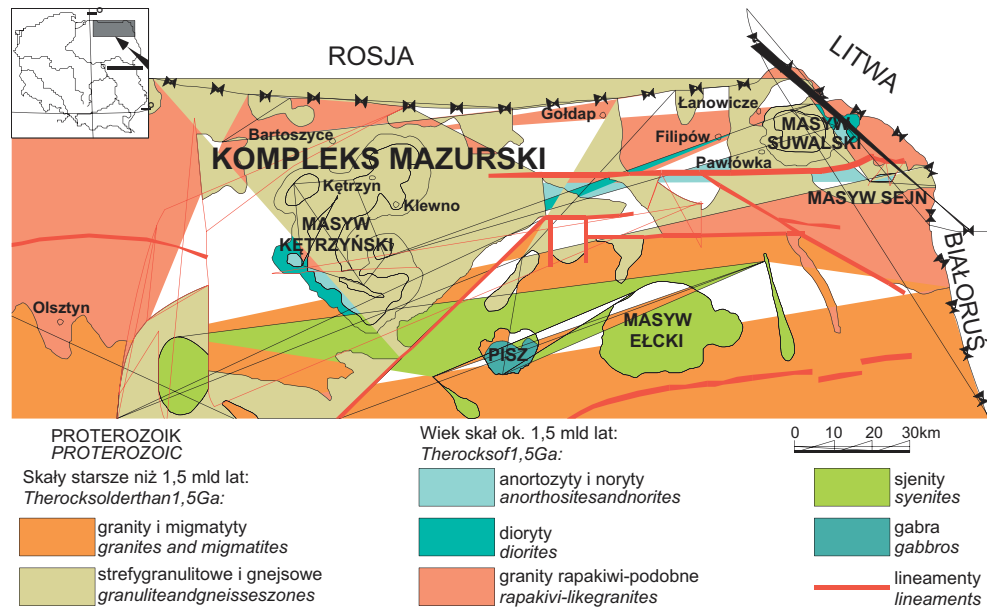 ROSJA
LITWA
BIAŁORUŚ
Łanowicze
Gołdap
Bartoszyce
Filipów
MASYW
SUWALSKI
KOMPLEKS MAZURSKI
Pawłówka
Kętrzyn
MASYW SEJN
Klewno
MASYW
KĘTRZYŃSKI
Olsztyn
MASYW
EŁCKI
PISZ
PROTEROZOIK
PROTEROZOIC
Skały starsze niż 1,5 mld lat:
Therocksolderthan1,5Ga:
granity i migmatyty
granites and migmatites
strefygranulitowe i gnejsowe
granuliteandgneisseszones
Wiek skał ok. 1,5 mld lat:
Therocksof1,5Ga:
anortozyty i noryty
anorthositesandnorites
dioryty
diorites
granity rapakiwi-podobne
rapakivi-likegranites
0 10 20 30km
sjenity
syenites
gabra
gabbros
lineamenty
lineaments